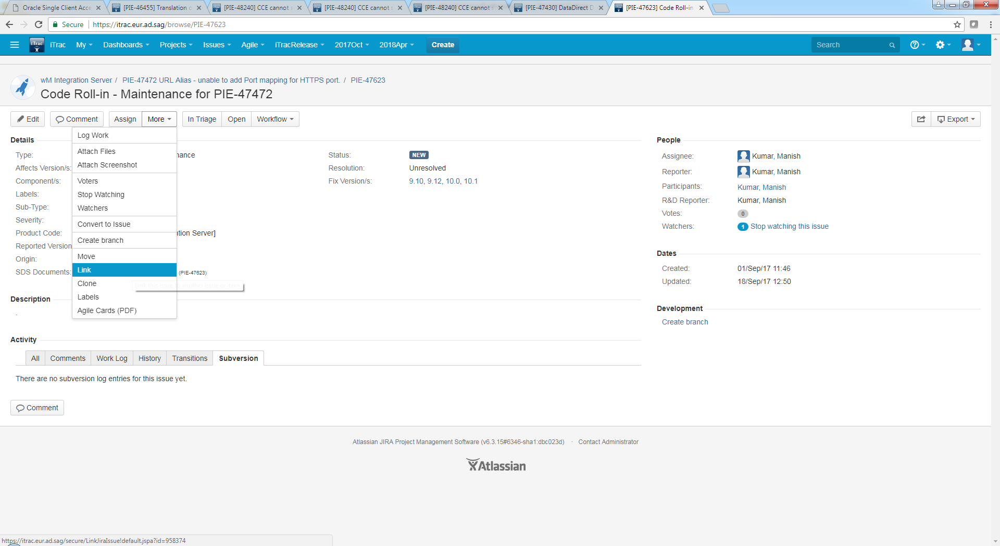 Oracle Single Client Acce
[PIE-46455] Translation
[PIE-48240] CCE cannot
[PIE-48240] CCE cannot
[PIE-48240] CCE cannot
[PIE-47430] DataDirect
[PIE-47623] Code Roll-in
Secure https://itrac.eur.ad.sag/browse/PIE-47623
iTrac iTrac My Dashboards Projects Issues Agile iTracRelease 2017Oct 2018Apr Create Search
wM Integration Server / PIE-47472 URL Alias - unable to add Port mapping for HTTPS port. / PIE-47623
Code Roll-in - Maintenance for PIE-47472
Edit Comment Assign More In Triage Open Workflow Export
Log Work
Attach Files
Attach Screenshot
Voters
Stop Watching
Watchers
Convert to Issue
Create branch
Move
Link
Clone
Labels
Agile Cards (PDF)
Link this issue to another issue or item
Details
Type: nance
Affects Version/s:
Component/s:
Labels:
Sub-Type:
Severity:
Product Code: ation Server]
Reported Version
Origin:
SDS Documents: (PIE-47623)
Status: NEW
Resolution: Unresolved
Fix Version/s: 9.10, 9.12, 10.0, 10.1
Description
.
Activity
All Comments Work Log History Transitions Subversion
There are no subversion log entries for this issue yet.
Comment
People
Assignee: Kumar, Manish
Reporter: Kumar, Manish
Participants: Kumar, Manish
R&D Reporter: Kumar, Manish
Votes: 0
Watchers: 1 Stop watching this issue
Dates
Created: 01/Sep/17 11:46
Updated: 18/Sep/17 12:50
Development
Create branch
Atlassian JIRA Project Management Software (v6.3.15#6346-sha1:dbc023d) · Contact Administrator
Atlassian
https://itrac.eur.ad.sag/secure/LinkJiraIssue!default.jspa?id=958374